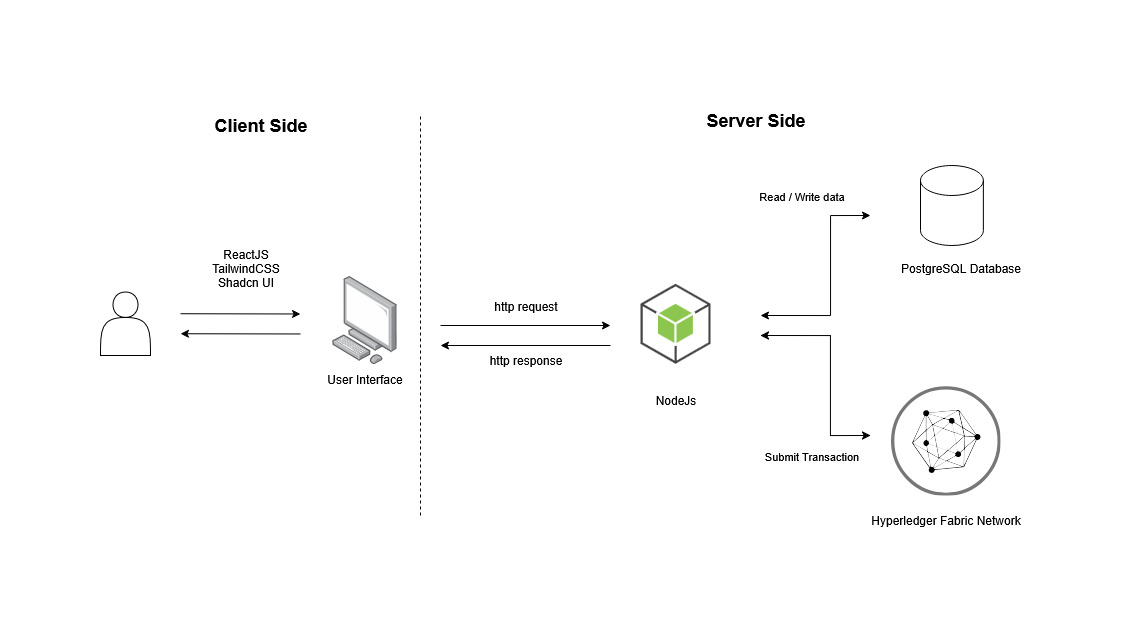 Client Side
Server Side
Read / Write data
ReactJS
TailwindCSS
Shadcn UI
PostgreSQL Database
http request
http response
User Interface
NodeJs
Submit Transaction
Hyperledger Fabric Network